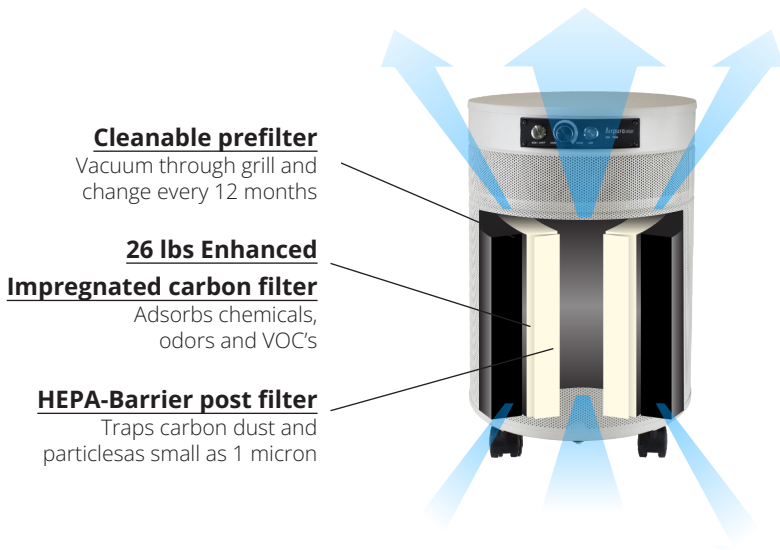 Cleanable prefilter
Vacuum through grill and
change every 12 months
26 lbs Enhanced
Impregnated carbon filter
Adsorbs chemicals,
odors and VOC's
HEPA-Barrier post filter
Traps carbon dust and
particlesas small as 1 micron
Airpura